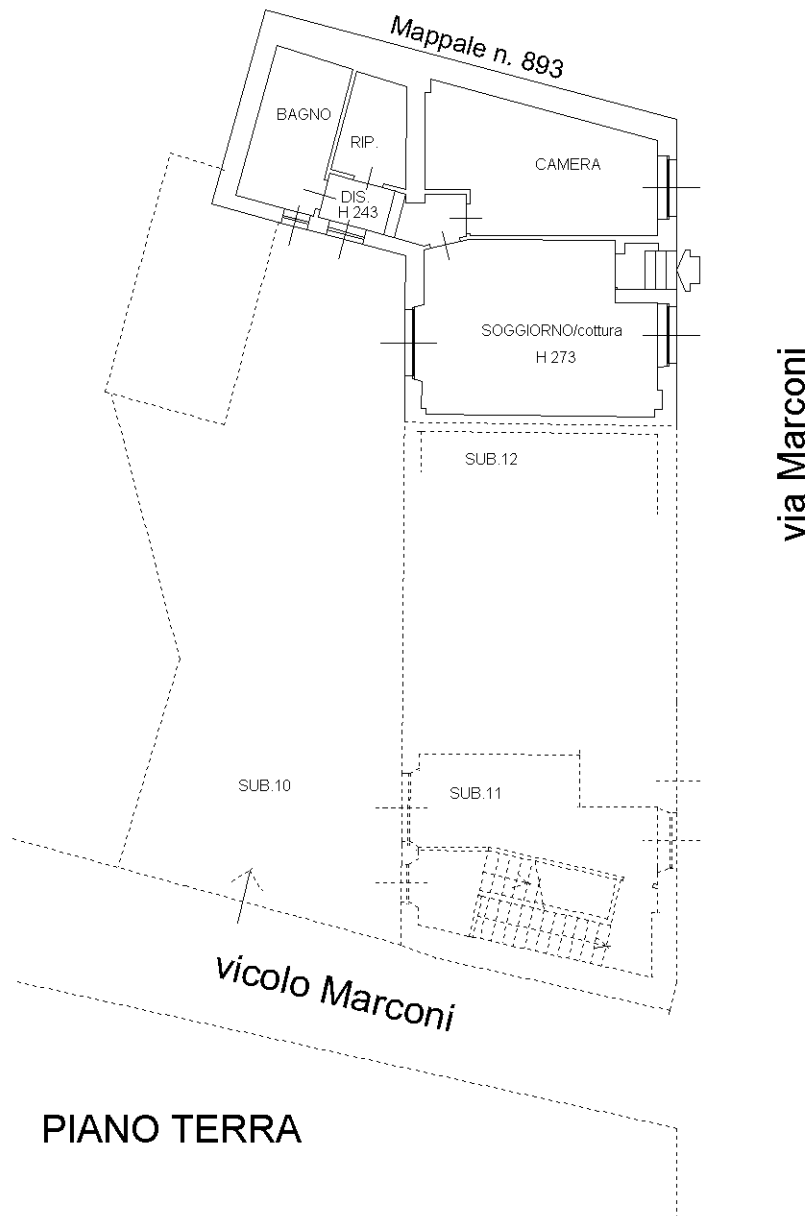 Mappale n. 893
BAGNO
RIP.
CAMERA
DIS.
H 243
SOGGIORNO/cottura
H 273
via Marconi
SUB.12
SUB.10
SUB.11
vicolo Marconi
PIANO TERRA